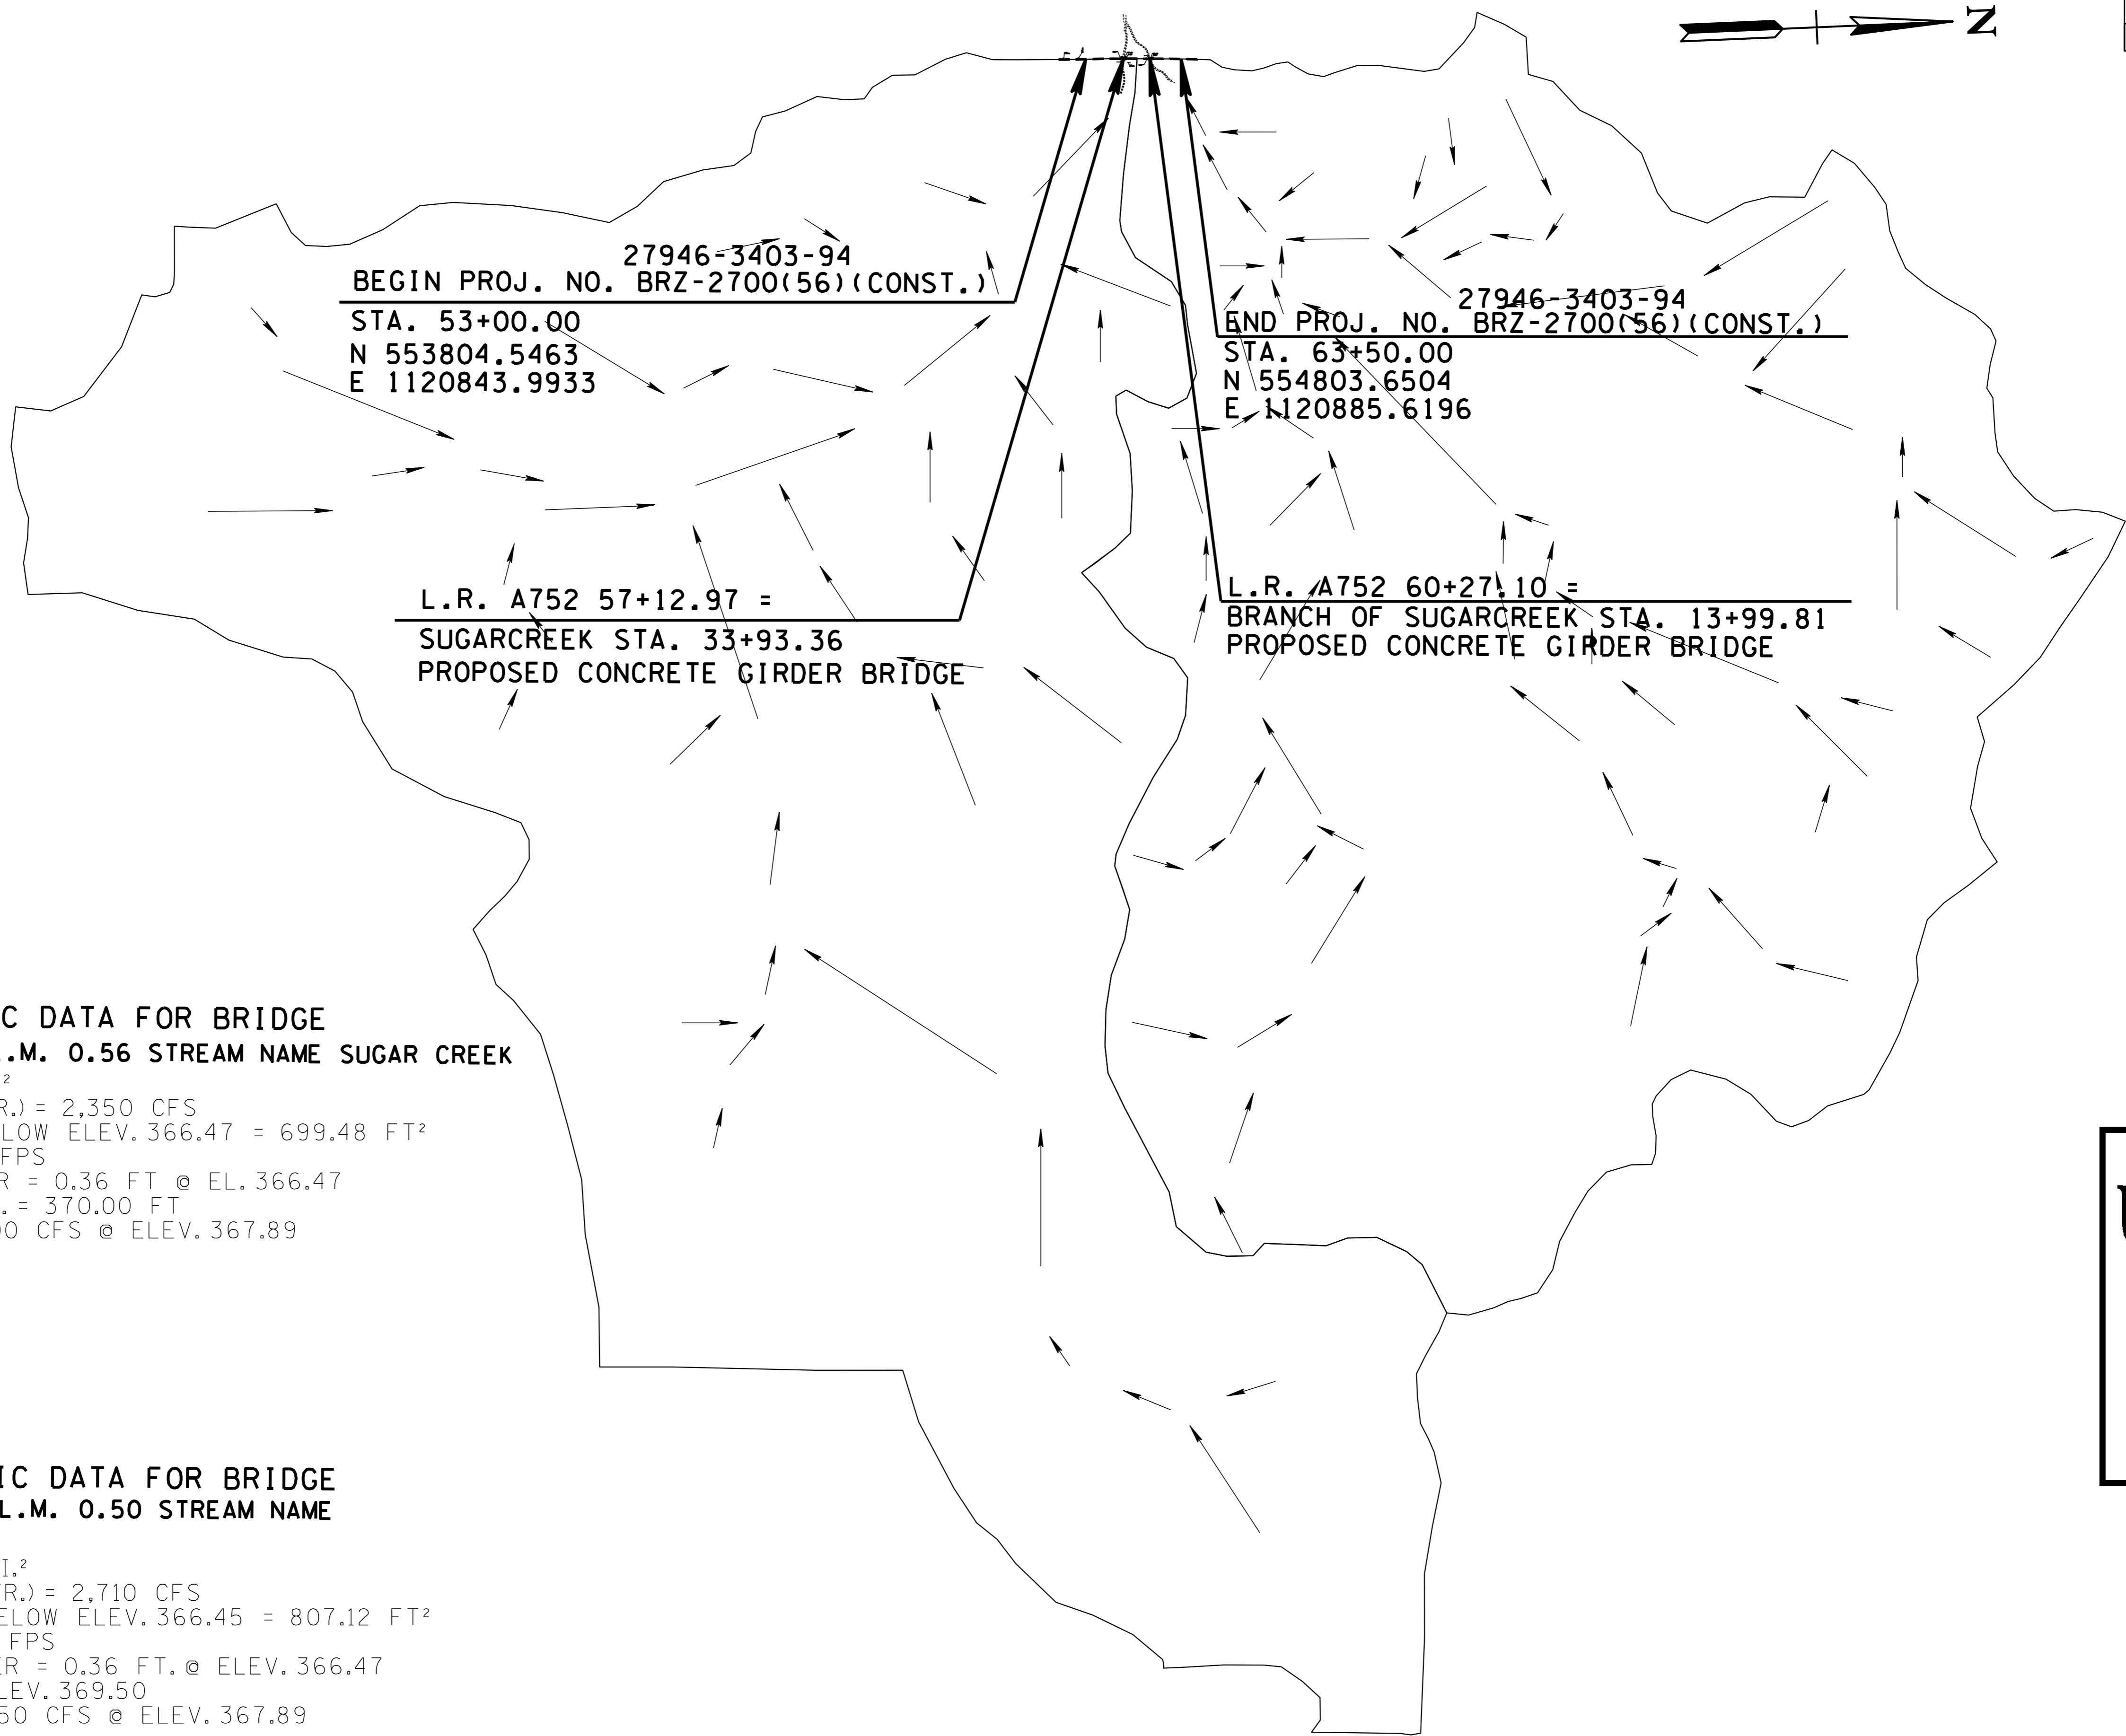 N
27946-3403-94
BEGIN PROJ. NO. BRZ-2700(56)(CONST.)
STA. 53+00.00
N 553804.5463
E 1120843.9933
27946-3403-94
END PROJ. NO. BRZ-2700(56)(CONST.)
STA. 63+50.00
N 554803.6504
E 1120885.6196
L.R. A752 57+12.97 =
SUGARCREEK STA. 33+93.36
PROPOSED CONCRETE GIRDER BRIDGE
L.R. A752 60+27.10 =
BRANCH OF SUGARCREEK STA. 13+99.81
PROPOSED CONCRETE GIRDER BRIDGE
C DATA FOR BRIDGE
.M. 0.56 STREAM NAME SUGAR CREEK
²
R.) = 2,350 CFS
LOW ELEV. 366.47 = 699.48 FT²
FPS
R = 0.36 FT @ EL. 366.47
. = 370.00 FT
00 CFS @ ELEV. 367.89
IC DATA FOR BRIDGE
L.M. 0.50 STREAM NAME
I.²
YR.) = 2,710 CFS
ELOW ELEV. 366.45 = 807.12 FT²
FPS
ER = 0.36 FT. @ ELEV. 366.47
LEV. 369.50
50 CFS @ ELEV. 367.89